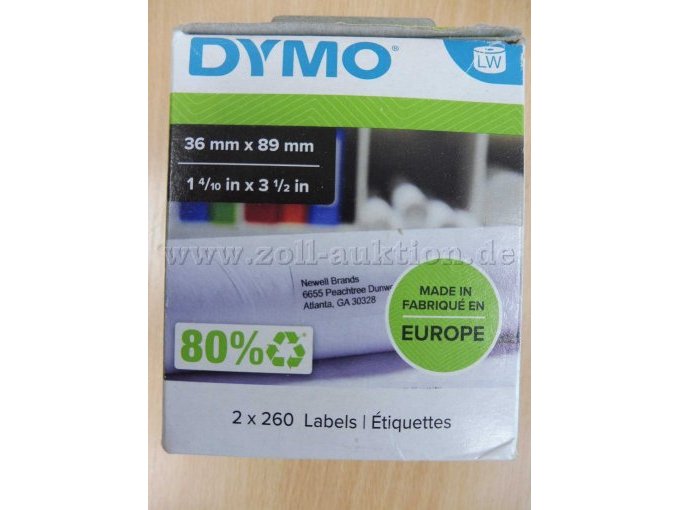 DYMO®
LW
36 mm x 89 mm
1 4/10 in x 3 1/2 in
www.zoll-auktion.de
Newell Brands
6655 Peachtree Dunwo
Atlanta, GA 30328
MADE IN
FABRIQUÉ EN
EUROPE
80%
2 x 260 Labels | Étiquettes